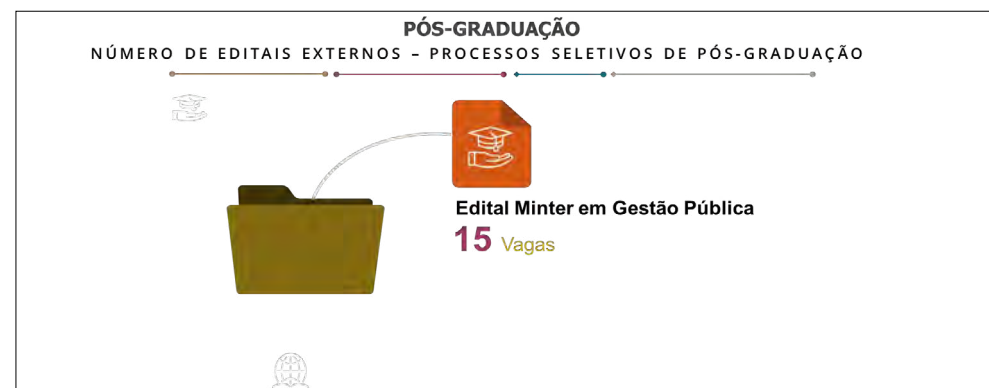 PÓS-GRADUAÇÃO
NÚMERO DE EDITAIS EXTERNOS – PROCESSOS SELETIVOS DE PÓS-GRADUAÇÃO
Edital Minter em Gestão Pública
15 Vagas